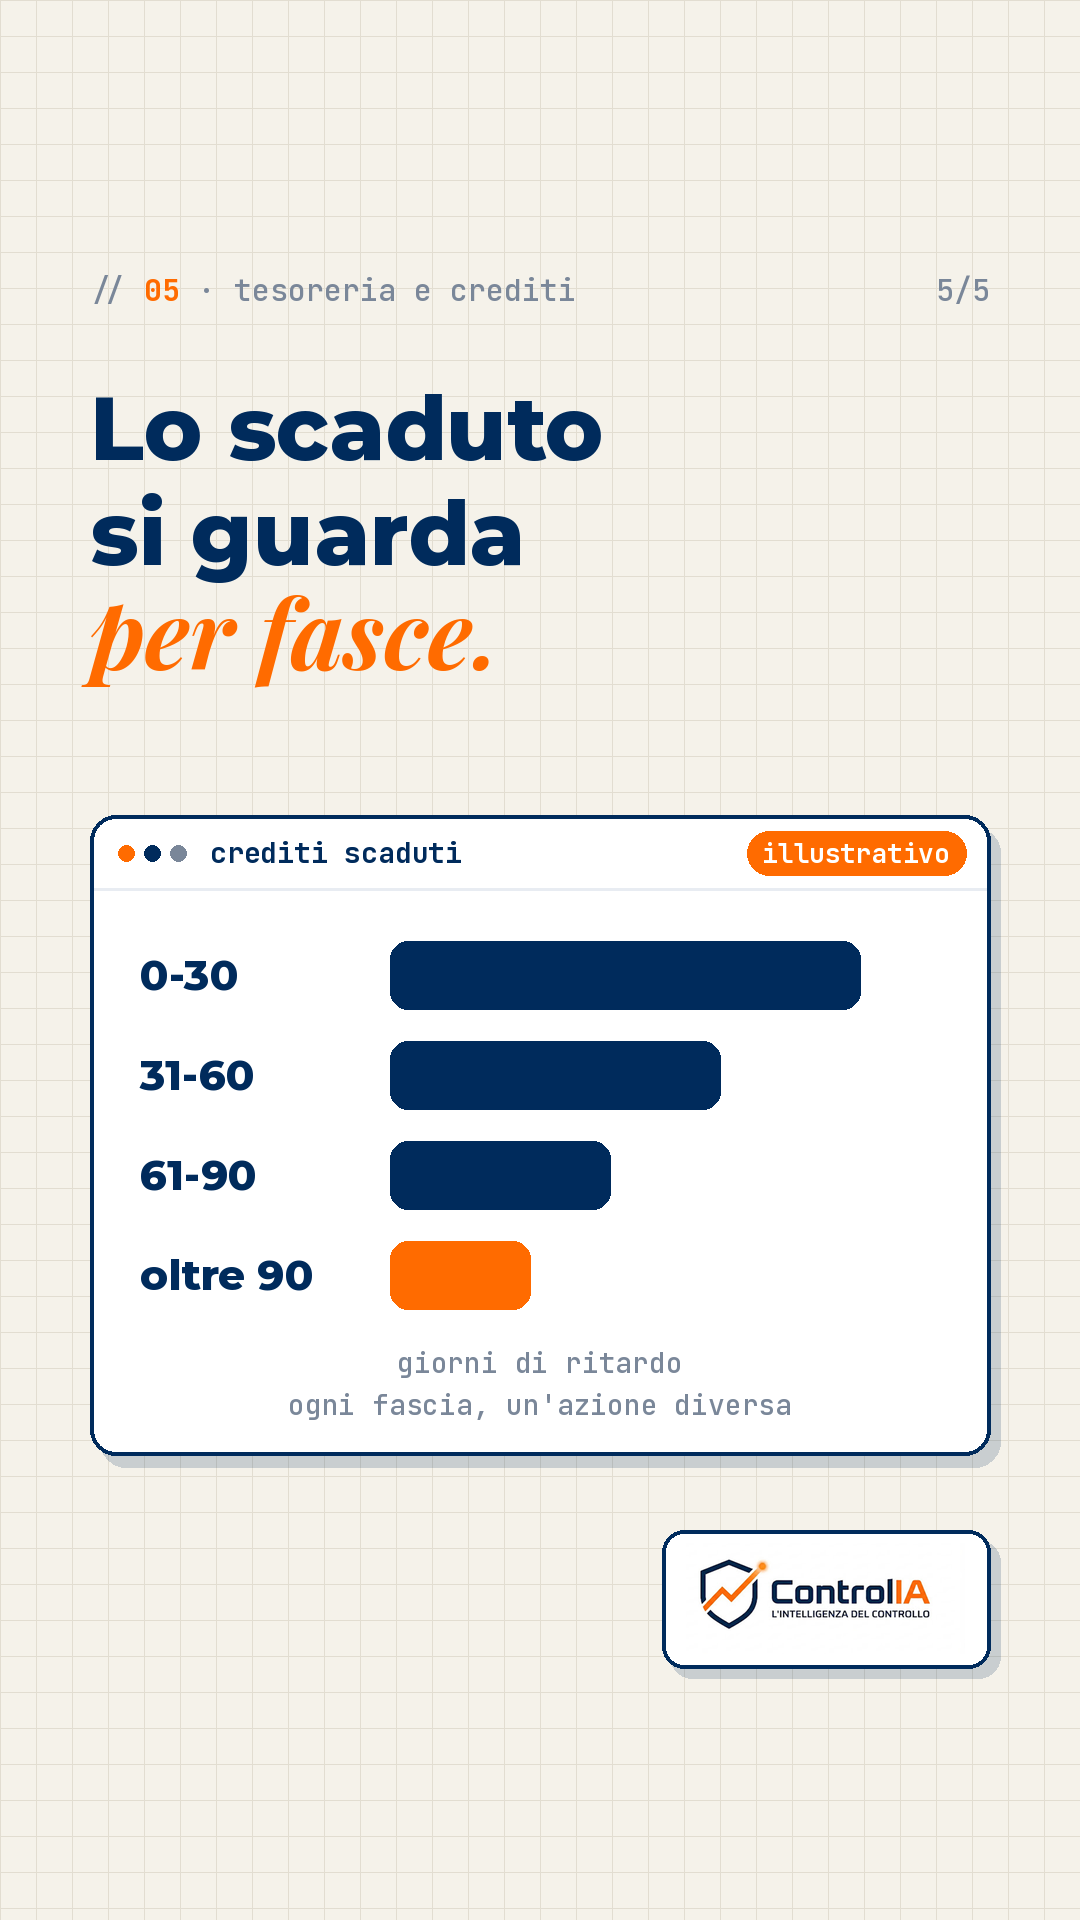 // 05 · tesoreria e crediti
5/5
Lo scaduto
si guarda
per fasce.
crediti scaduti
illustrativo
0-30
31-60
61-90
oltre 90
giorni di ritardo
ogni fascia, un'azione diversa
ControlIA
L'INTELLIGENZA DEL CONTROLLO